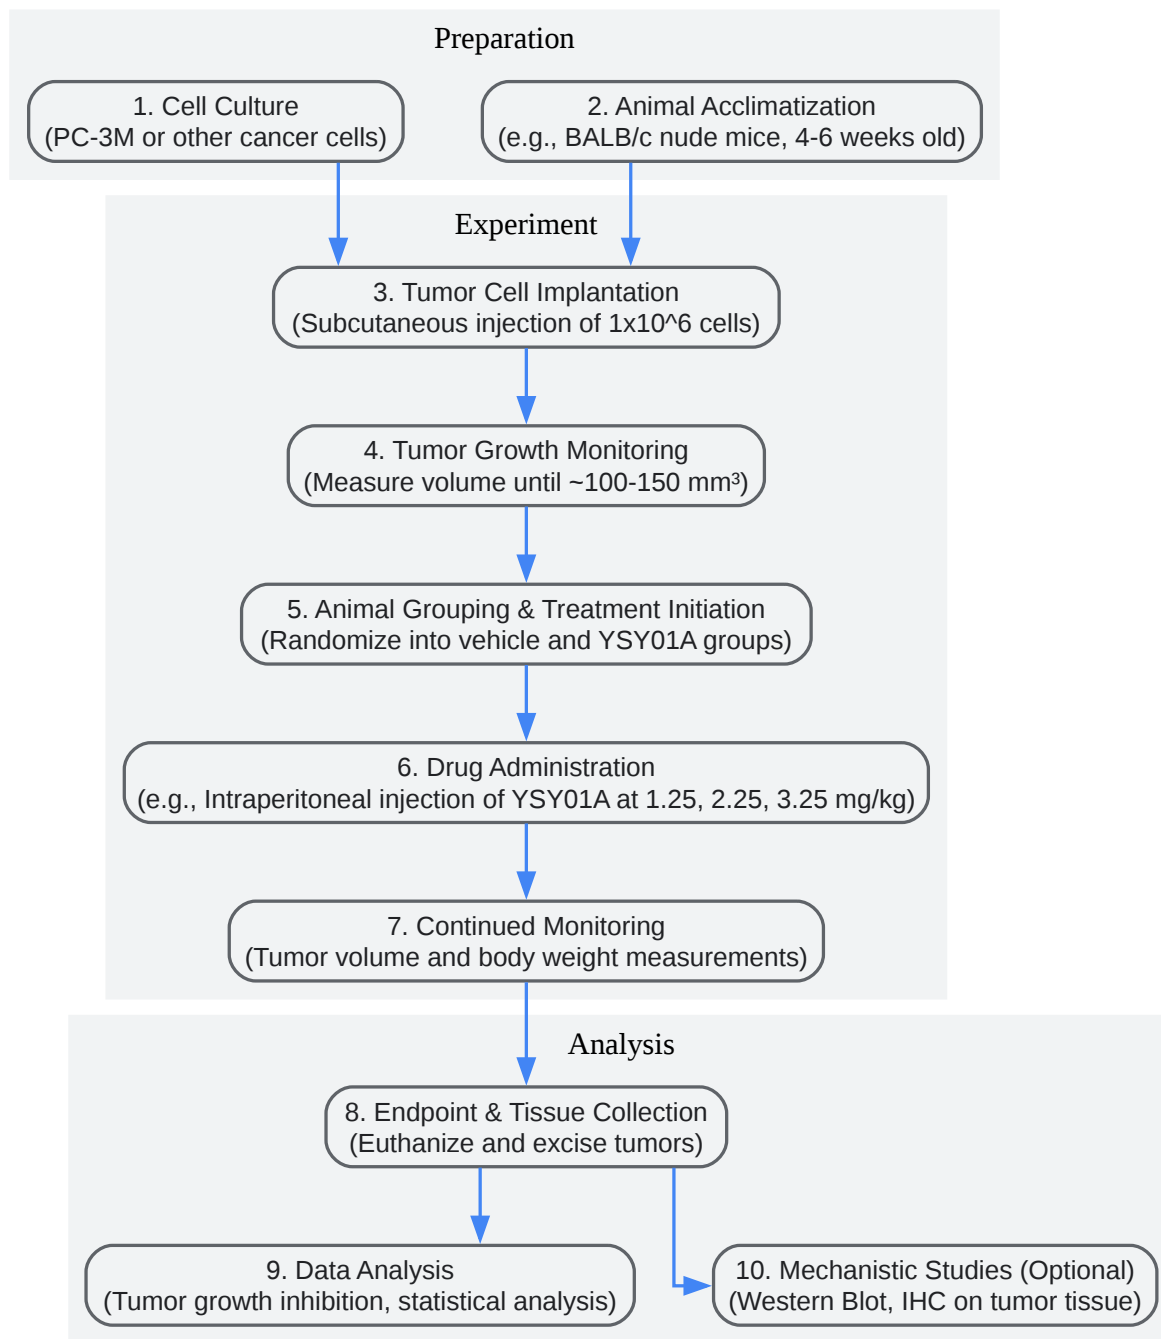 Preparation
1. Cell Culture
(PC-3M or other cancer cells)
2. Animal Acclimatization
(e.g., BALB/c nude mice, 4-6 weeks old)
Experiment
3. Tumor Cell Implantation
(Subcutaneous injection of 1x10^6 cells)
4. Tumor Growth Monitoring
(Measure volume until ~100-150 mm³)
5. Animal Grouping & Treatment Initiation
(Randomize into vehicle and YSY01A groups)
6. Drug Administration
(e.g., Intraperitoneal injection of YSY01A at 1.25, 2.25, 3.25 mg/kg)
7. Continued Monitoring
(Tumor volume and body weight measurements)
Analysis
8. Endpoint & Tissue Collection
(Euthanize and excise tumors)
9. Data Analysis
(Tumor growth inhibition, statistical analysis)
10. Mechanistic Studies (Optional)
(Western Blot, IHC on tumor tissue)